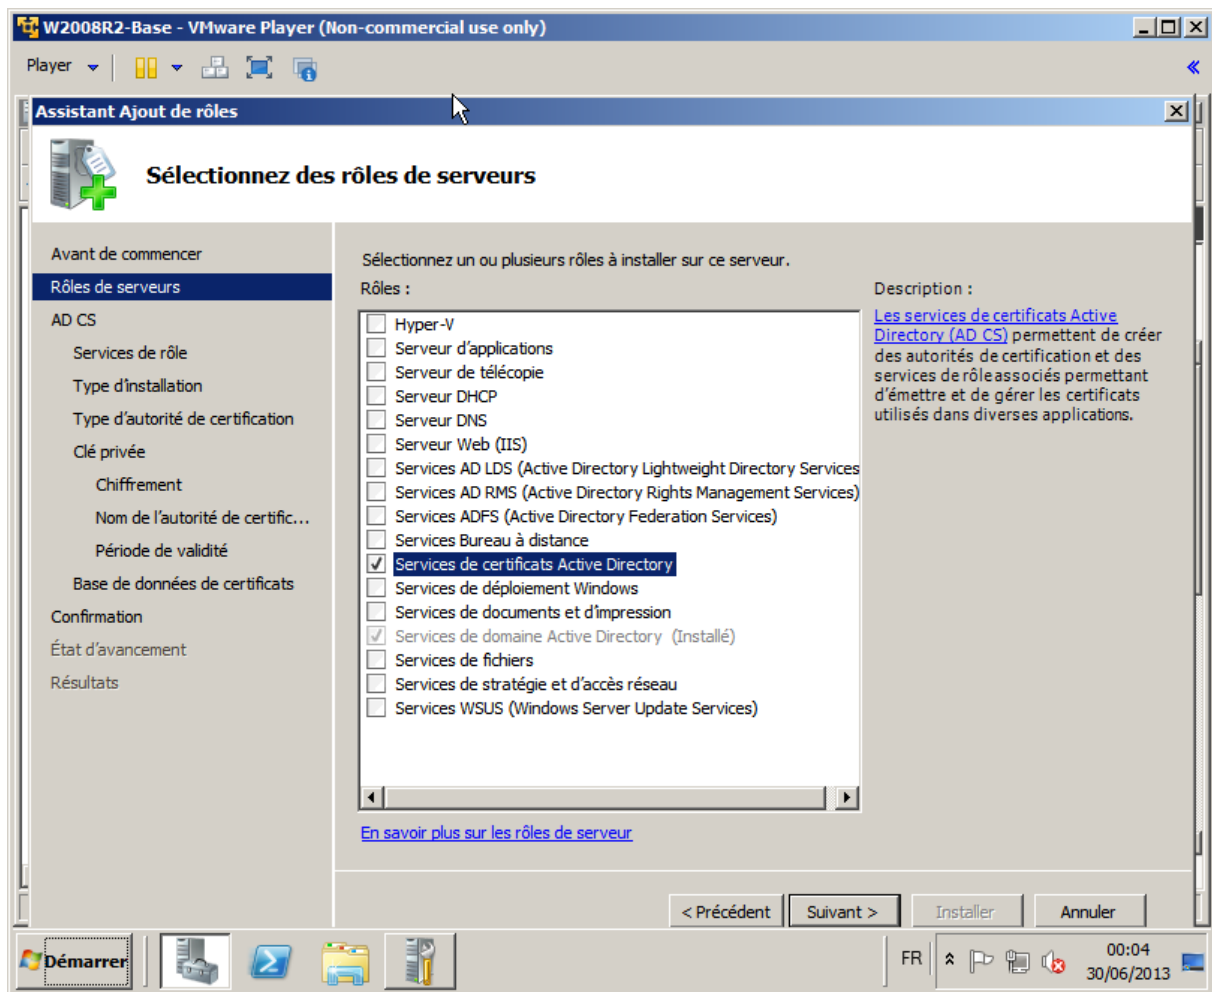 W2008R2-Base - VMware Player (Non-commercial use only)
Player
Assistant Ajout de rôles
Sélectionnez des rôles de serveurs
Avant de commencer
Rôles de serveurs
AD CS
Services de rôle
Type d'installation
Type d'autorité de certification
Clé privée
Chiffrement
Nom de l'autorité de certific...
Période de validité
Base de données de certificats
Confirmation
État d'avancement
Résultats
Sélectionnez un ou plusieurs rôles à installer sur ce serveur.
Rôles :
Hyper-V
Serveur d'applications
Serveur de télécopie
Serveur DHCP
Serveur DNS
Serveur Web (IIS)
Services AD LDS (Active Directory Lightweight Directory Services
Services AD RMS (Active Directory Rights Management Services)
Services ADFS (Active Directory Federation Services)
Services Bureau à distance
Services de certificats Active Directory
Services de déploiement Windows
Services de documents et d'impression
Services de domaine Active Directory (Installé)
Services de fichiers
Services de stratégie et d'accès réseau
Services WSUS (Windows Server Update Services)
En savoir plus sur les rôles de serveur
Description :
Les services de certificats Active
Directory (AD CS) permettent de créer
des autorités de certification et des
services de rôle associés permettant
d'émettre et de gérer les certificats
utilisés dans diverses applications.
< Précédent
Suivant >
Installer
Annuler
Démarrer
FR
00:04
30/06/2013